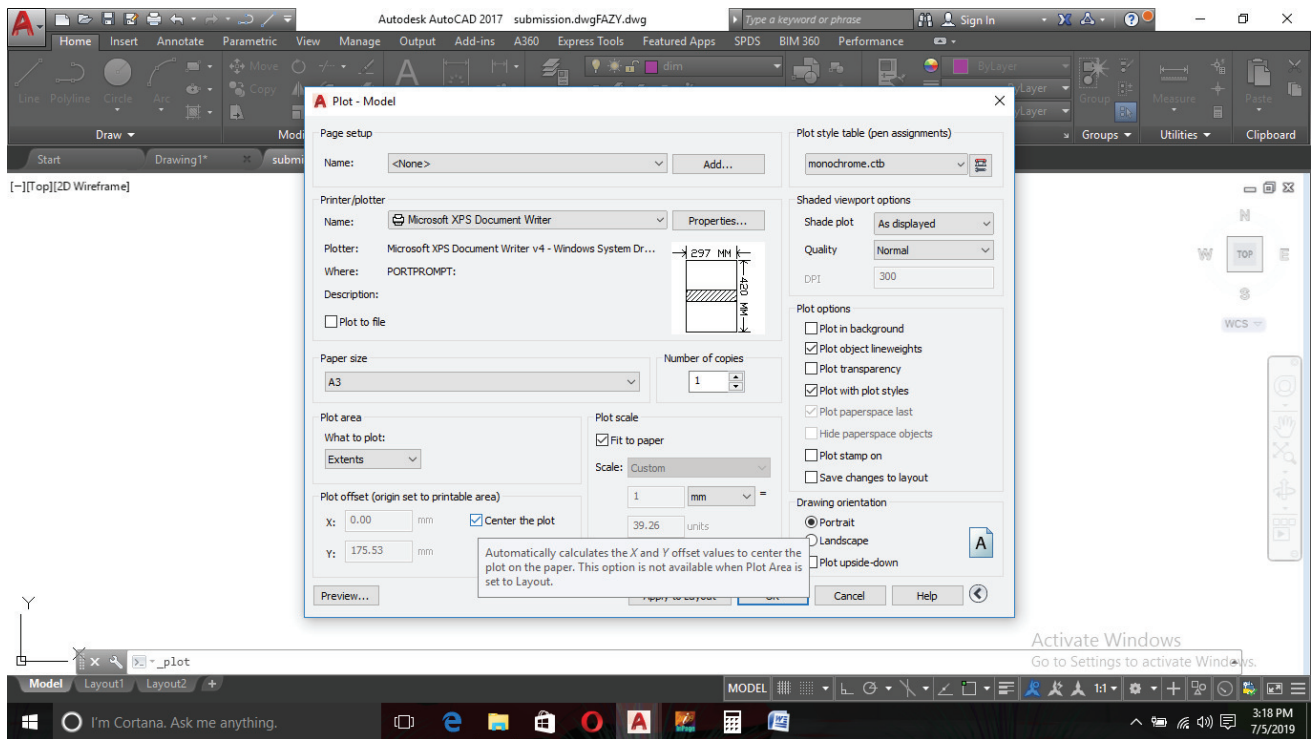 Autodesk AutoCAD 2017 submission.dwgFAZY.dwg
Type a keyword or phrase
Sign In
Home Insert Annotate Parametric View Manage Output Add-ins A360 Express Tools Featured Apps SPDS BIM 360 Performance
Line Polyline Circle Arc
Move
Copy
dim
ByLayer
Group
Measure
Paste
Draw
Groups
Utilities
Clipboard
Start
Drawing1*
[−][Top][2D Wireframe]
Plot - Model
Page setup
Name: <None>
Add...
Plot style table (pen assignments)
monochrome.ctb
Printer/plotter
Name: Microsoft XPS Document Writer
Properties...
Plotter: Microsoft XPS Document Writer v4 - Windows System Dr...
Where: PORTPROMPT:
Description:
Plot to file
297 MM
420 MM
Shaded viewport options
Shade plot As displayed
Quality Normal
DPI 300
Paper size
A3
Number of copies
1
Plot options
Plot in background
Plot object lineweights
Plot transparency
Plot with plot styles
Plot paperspace last
Hide paperspace objects
Plot stamp on
Save changes to layout
Plot area
What to plot:
Extents
Plot scale
Fit to paper
Scale: Custom
1 mm =
39.26 units
Plot offset (origin set to printable area)
X: 0.00 mm
Center the plot
Y: 175.53 mm
Automatically calculates the X and Y offset values to center the
plot on the paper. This option is not available when Plot Area is
set to Layout.
Drawing orientation
Portrait
Landscape
Plot upside-down
A
Preview...
Cancel
Help
N
W TOP E
S
WCS
Y
X
Activate Windows
Go to Settings to activate Windows.
_plot
Model Layout1 Layout2 +
MODEL
1:1
I'm Cortana. Ask me anything.
3:18 PM
7/5/2019